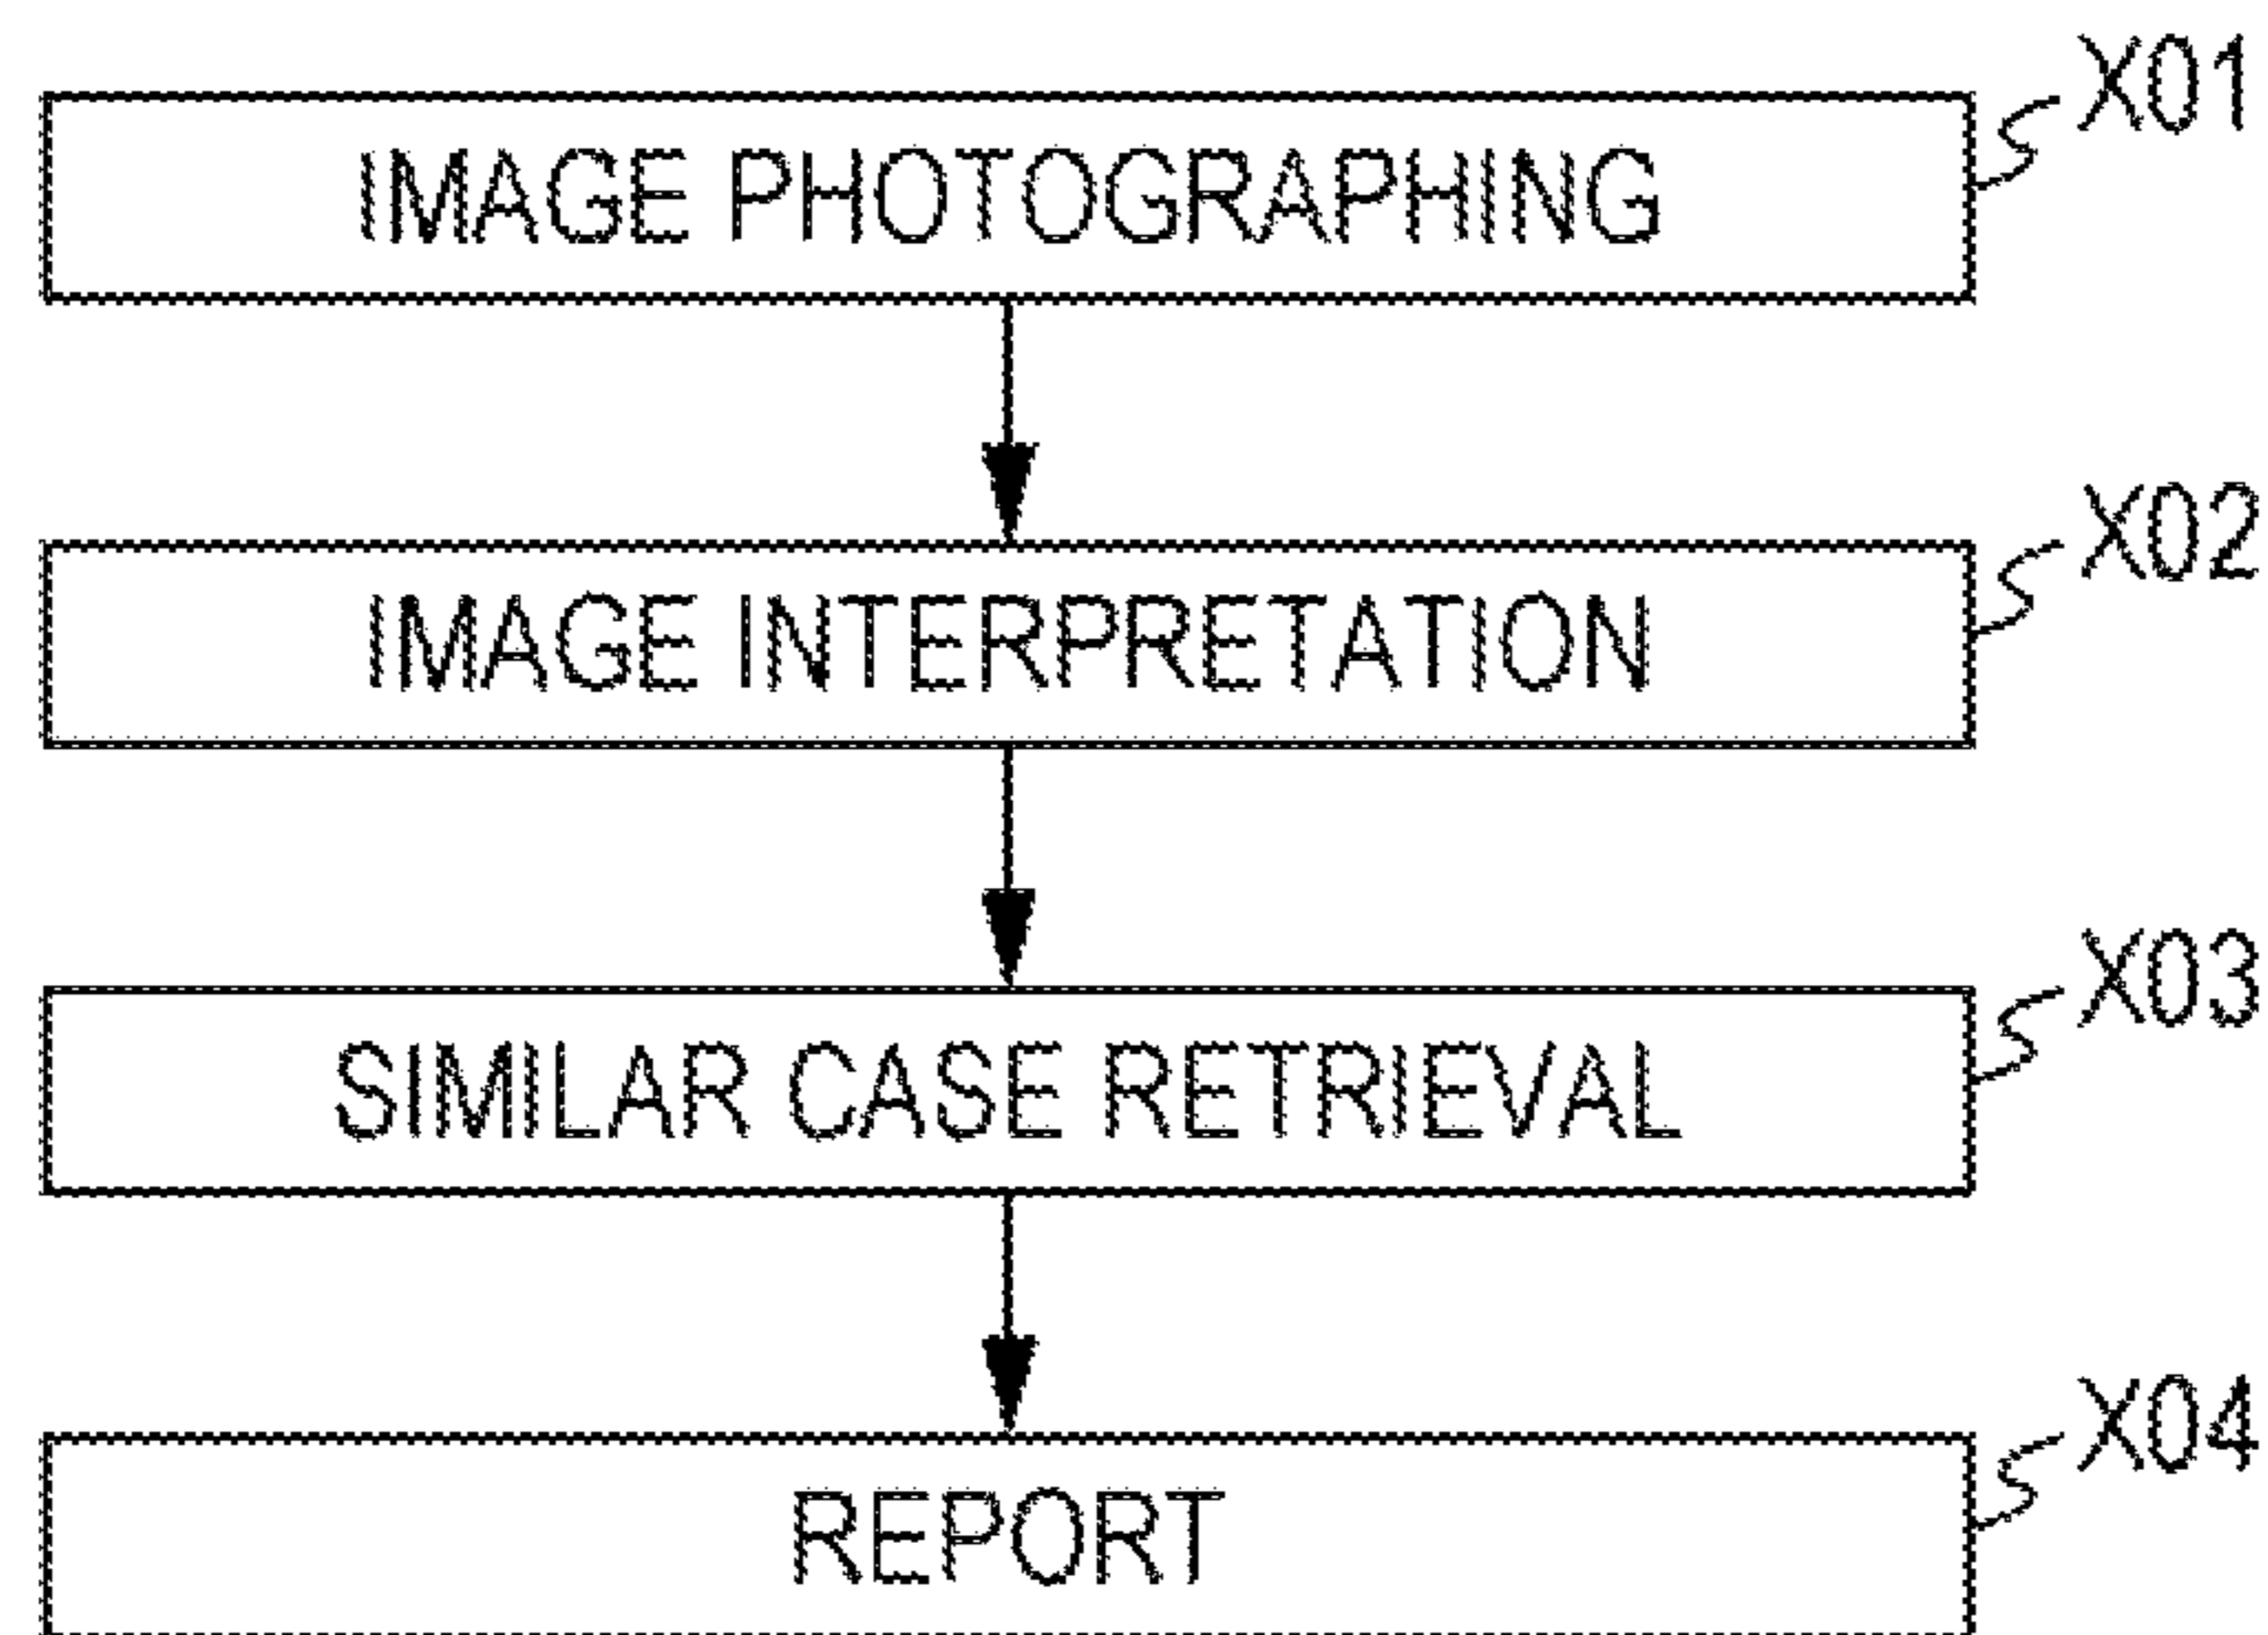 X01
IMAGE PHOTOGRAPHING
X02
IMAGE INTERPRETATION
X03
SIMILAR CASE RETRIEVAL
X04
REPORT